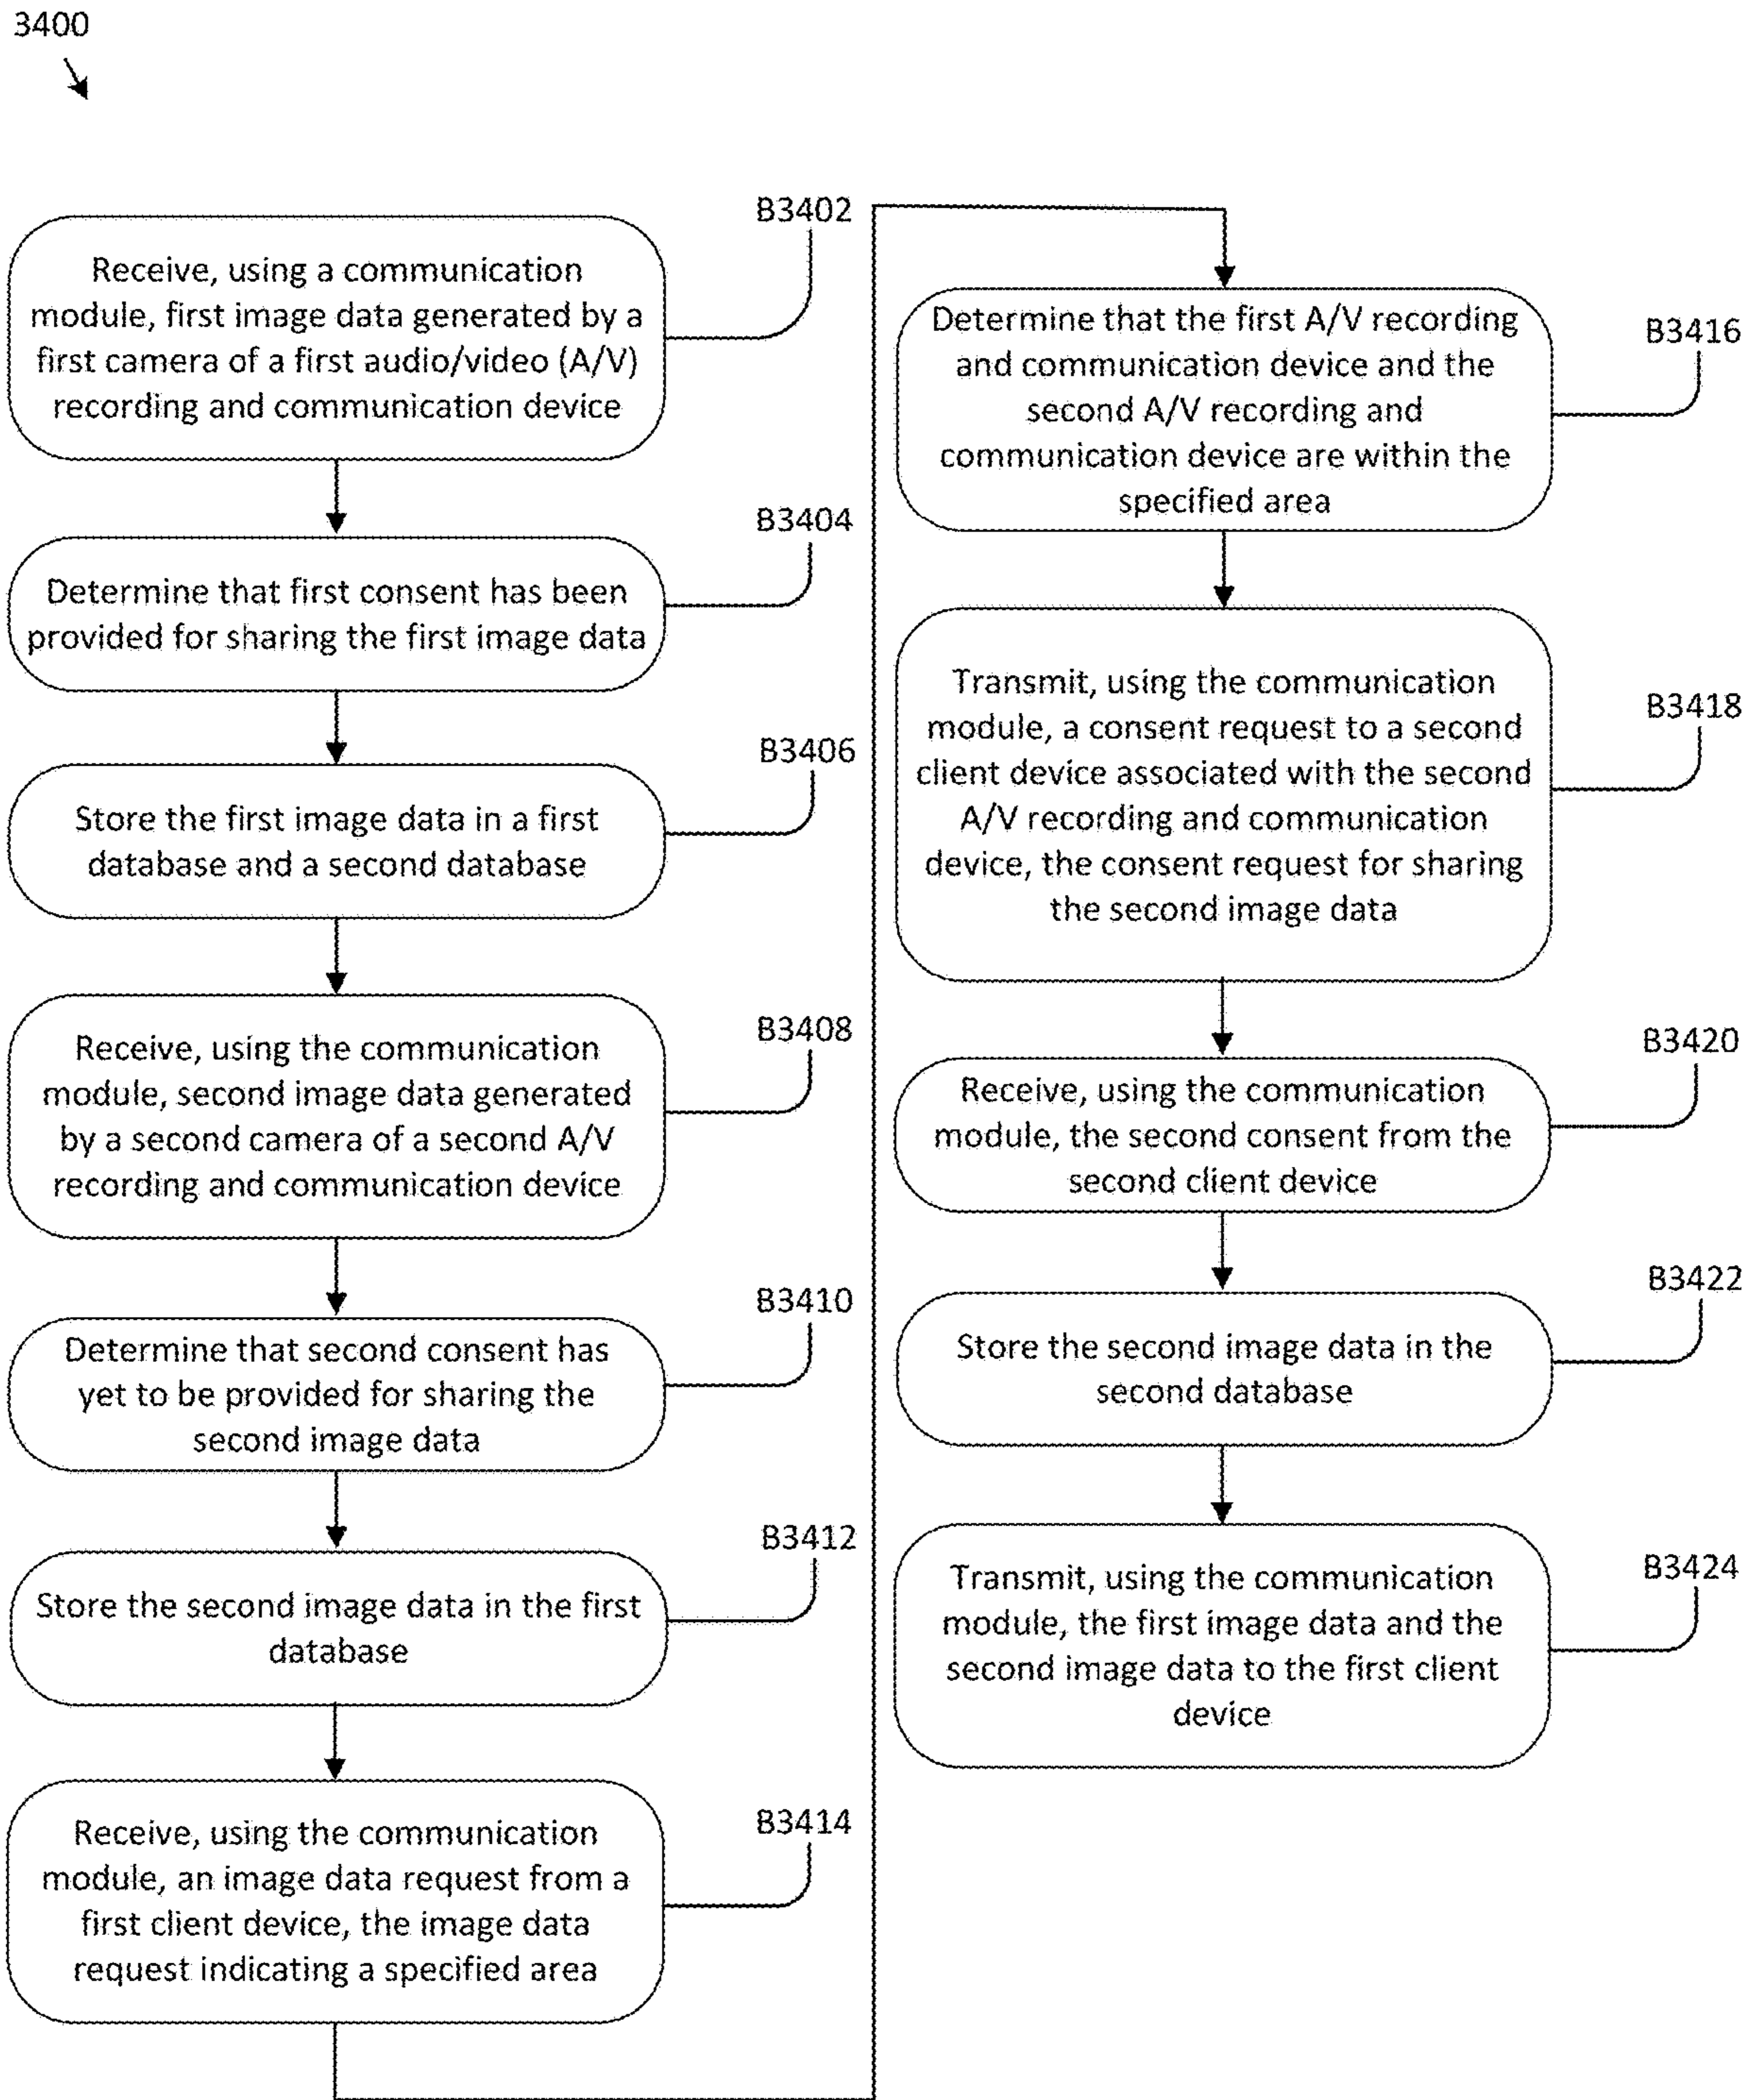 3400
Receive, using a communication
module, first image data generated by a
first camera of a first audio/video (A/V)
recording and communication device
B3402
Determine that first consent has been
provided for sharing the first image data
B3404
Store the first image data in a first
database and a second database
B3406
Receive, using the communication
module, second image data generated
by a second camera of a second A/V
recording and communication device
B3408
Determine that second consent has
yet to be provided for sharing the
second image data
B3410
Store the second image data in the first
database
B3412
Receive, using the communication
module, an image data request from a
first client device, the image data
request indicating a specified area
B3414
Determine that the first A/V recording
and communication device and the
second A/V recording and
communication device are within the
specified area
B3416
Transmit, using the communication
module, a consent request to a second
client device associated with the second
A/V recording and communication
device, the consent request for sharing
the second image data
B3418
Receive, using the communication
module, the second consent from the
second client device
B3420
Store the second image data in the
second database
B3422
Transmit, using the communication
module, the first image data and the
second image data to the first client
device
B3424